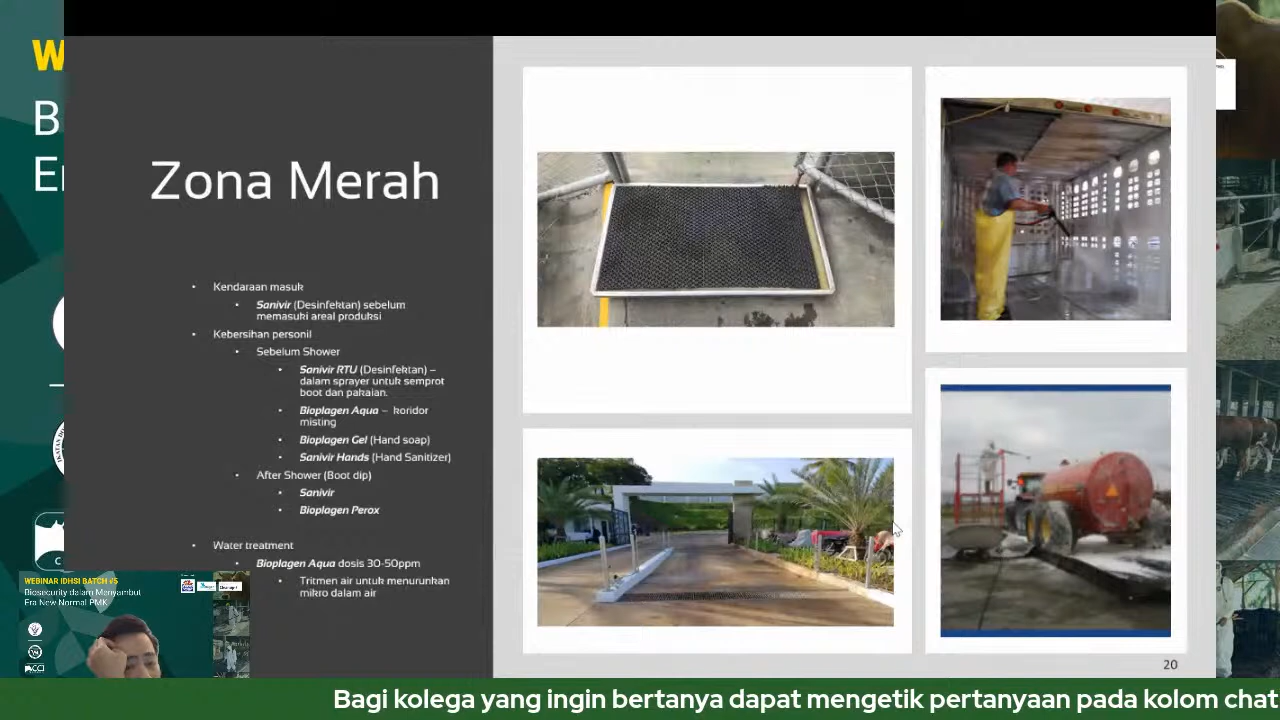 W
B
Er
Zona Merah
• Kendaraan masuk
• Sanivir (Desinfektan) sebelum
memasuki areal produksi
• Kebersihan personil
• Sebelum Shower
• Sanivir RTU (Desinfektan) –
dalam sprayer untuk semprot
boot dan pakaian.
• Bioplagen Aqua – koridor
misting
• Bioplagen Gel (Hand soap)
• Sanivir Hands (Hand Sanitizer)
• After Shower (Boot dip)
• Sanivir
• Bioplagen Perox
• Water treatment
• Bioplagen Aqua dosis 30-50ppm
• Tritmen air untuk menurunkan
mikro dalam air
20
WEBINAR IDHSI BATCH #5
Biosecurity dalam Menyambut
Era New Normal PMK
Bagi kolega yang ingin bertanya dapat mengetik pertanyaan pada kolom chat